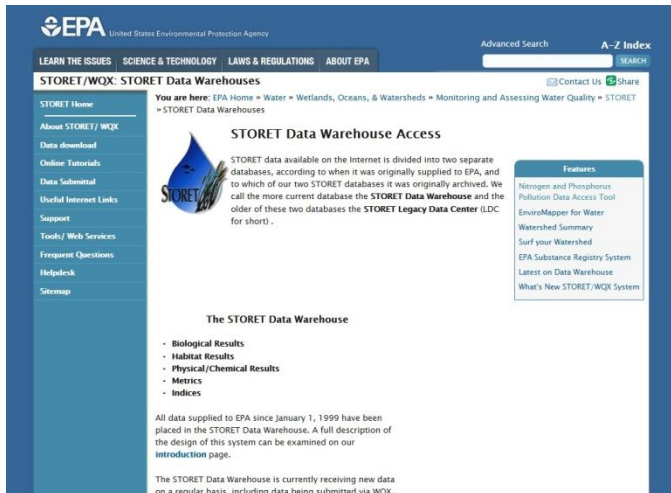 EPA United States Environmental Protection Agency
Advanced Search A-Z Index
LEARN THE ISSUES SCIENCE & TECHNOLOGY LAWS & REGULATIONS ABOUT EPA SEARCH
STORET/WQX: STORET Data Warehouses
Contact Us Share
STORET Home
About STORET/ WQX
Data download
Online Tutorials
Data Submittal
Useful Internet Links
Support
Tools/ Web Services
Frequent Questions
Helpdesk
Sitemap
You are here: EPA Home » Water » Wetlands, Oceans, & Watersheds » Monitoring and Assessing Water Quality » STORET
» STORET Data Warehouses
STORET Data Warehouse Access
STORET
STORET data available on the Internet is divided into two separate
databases, according to when it was originally supplied to EPA, and
to which of our two STORET databases it was originally archived. We
call the more current database the STORET Data Warehouse and the
older of these two databases the STORET Legacy Data Center (LDC
for short) .
Features
Nitrogen and Phosphorus
Pollution Data Access Tool
EnviroMapper for Water
Watershed Summary
Surf your Watershed
EPA Substance Registry System
Latest on Data Warehouse
What's New STORET/WQX System
The STORET Data Warehouse
· Biological Results
· Habitat Results
· Physical/Chemical Results
· Metrics
· Indices
All data supplied to EPA since January 1, 1999 have been
placed in the STORET Data Warehouse. A full description of
the design of this system can be examined on our
introduction page.
The STORET Data Warehouse is currently receiving new data
on a regular basis, including data being submitted via WQX.